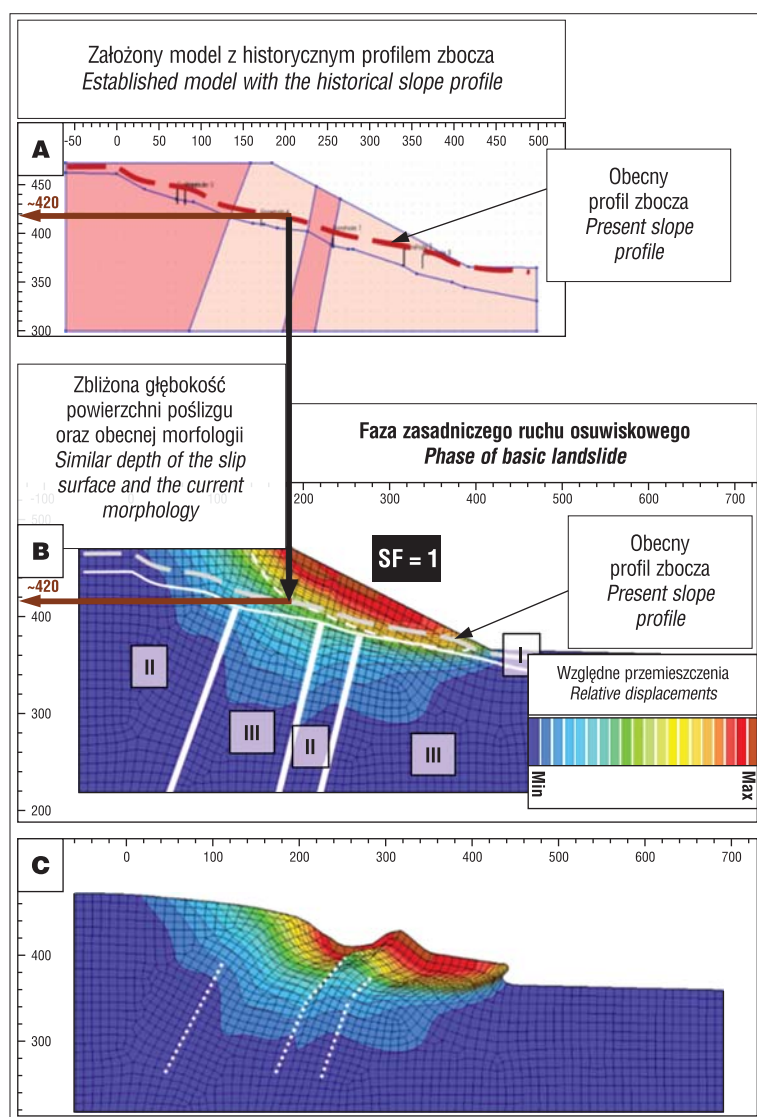 Założony model z historycznym profilem zbocza
Established model with the historical slope profile
A
-50 0 50 100 150 200 250 300 350 400 450 500
450
~420
400
350
300
Obecny
profil zbocza
Present slope
profile
Zbliżona głębokość
powierzchni poślizgu
oraz obecnej morfologii
Similar depth of the slip
surface and the current
morphology
Faza zasadniczego ruchu osuwiskowego
Phase of basic landslide
-100 0 200 300 400 500 600 700
500
B
~420
400
300
200
SF = 1
Obecny
profil zbocza
Present slope
profile
I
II
III
II
III
Względne przemieszczenia
Relative displacements
Min
Max
C
0 100 200 300 400 500 600 700
400
300